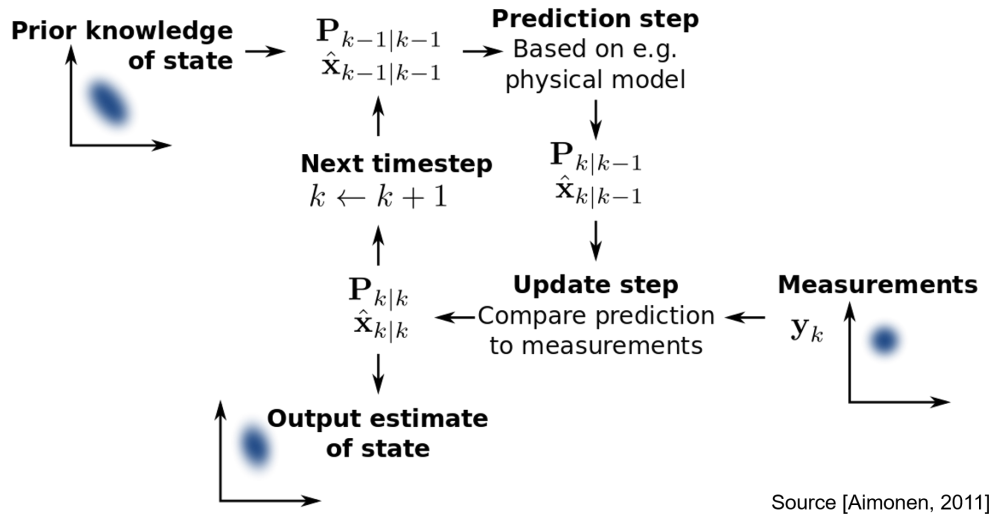 Prior knowledge
of state
P_{k-1|k-1}
x̂_{k-1|k-1}
Prediction step
Based on e.g.
physical model
P_{k|k-1}
x̂_{k|k-1}
Next timestep
k ← k + 1
P_{k|k}
x̂_{k|k}
Update step
Compare prediction
to measurements
Measurements
y_k
Output estimate
of state
Source [Aimonen, 2011]